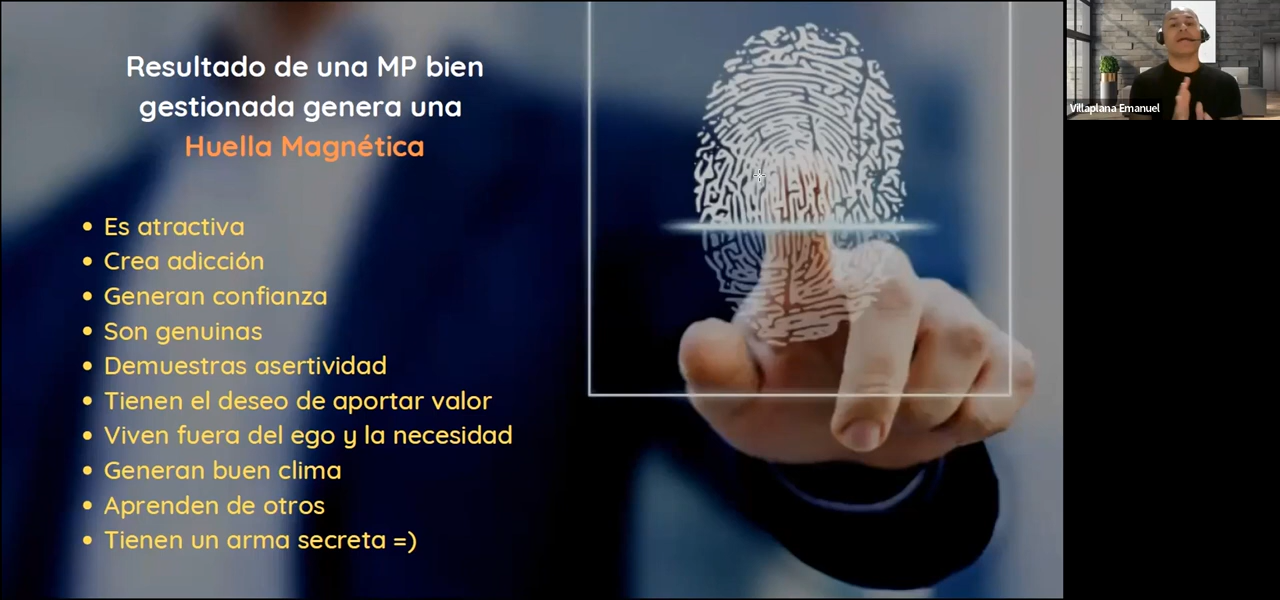 Resultado de una MP bien
gestionada genera una
Huella Magnética
• Es atractiva
• Crea adicción
• Generan confianza
• Son genuinas
• Demuestras asertividad
• Tienen el deseo de aportar valor
• Viven fuera del ego y la necesidad
• Generan buen clima
• Aprenden de otros
• Tienen un arma secreta =)
Villaplana Emanuel